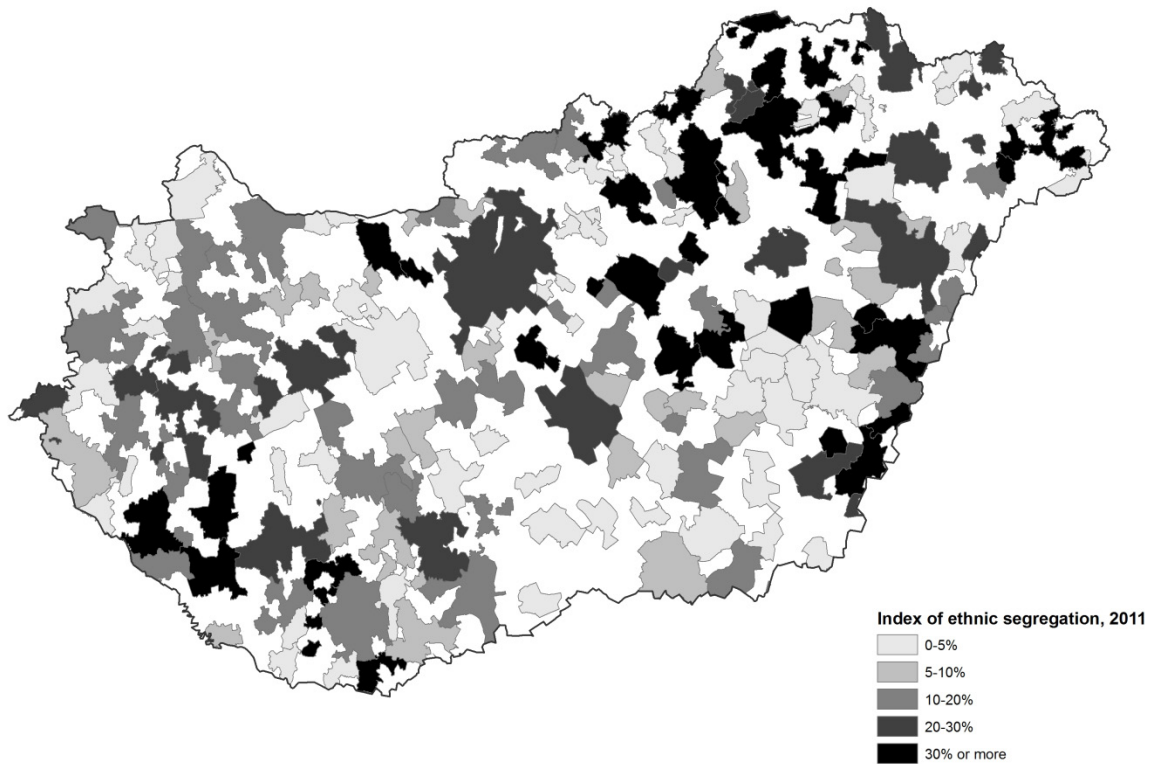 Index of ethnic segregation, 2011
0-5%
5-10%
10-20%
20-30%
30% or more